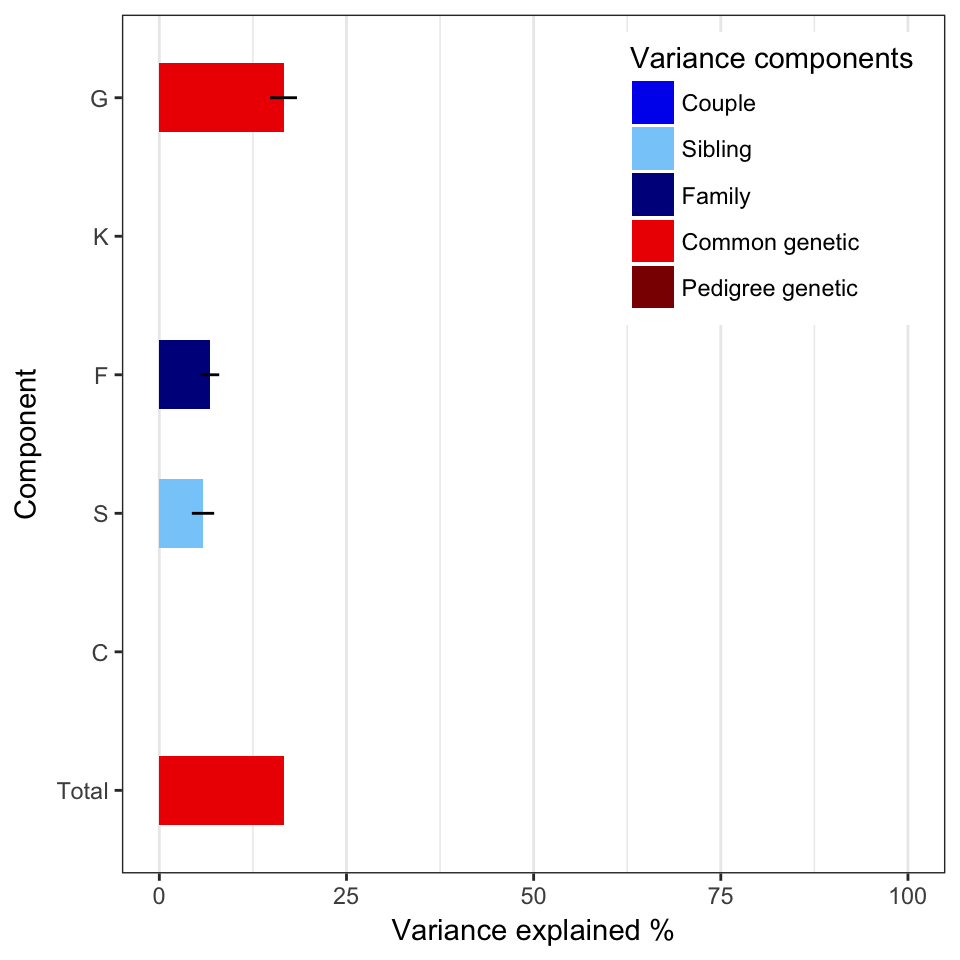 Variance components
Couple
Sibling
Family
Common genetic
Pedigree genetic
G
K
F
S
C
Total
Component
0 25 50 75 100
Variance explained %